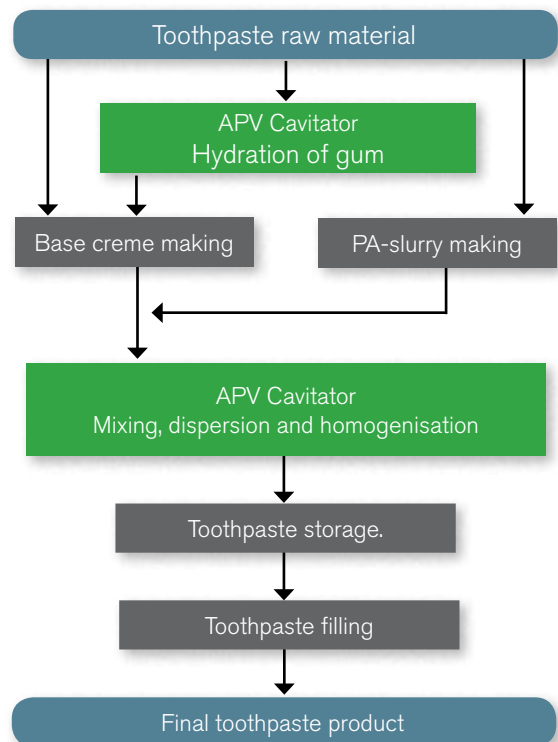 Toothpaste raw material
APV Cavitator
Hydration of gum
Base creme making
PA-slurry making
APV Cavitator
Mixing, dispersion and homogenisation
Toothpaste storage.
Toothpaste filling
Final toothpaste product